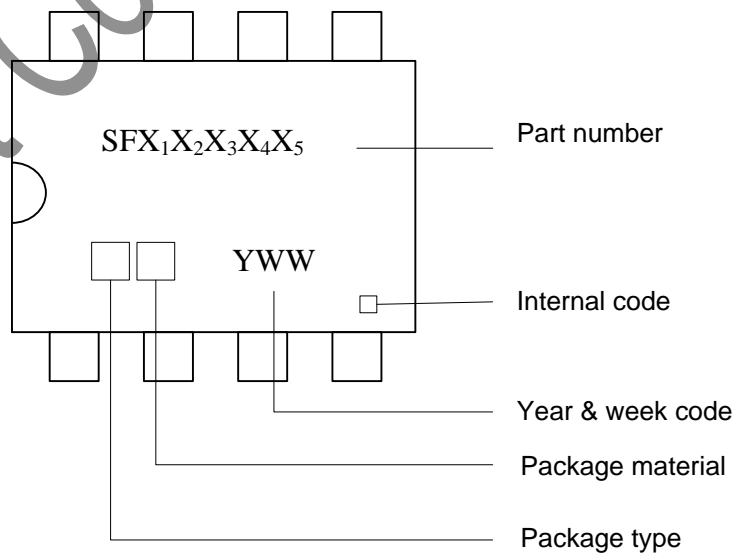 SFX₁X₂X₃X₄X₅
Part number
YWW
Internal code
Year & week code
Package material
Package type